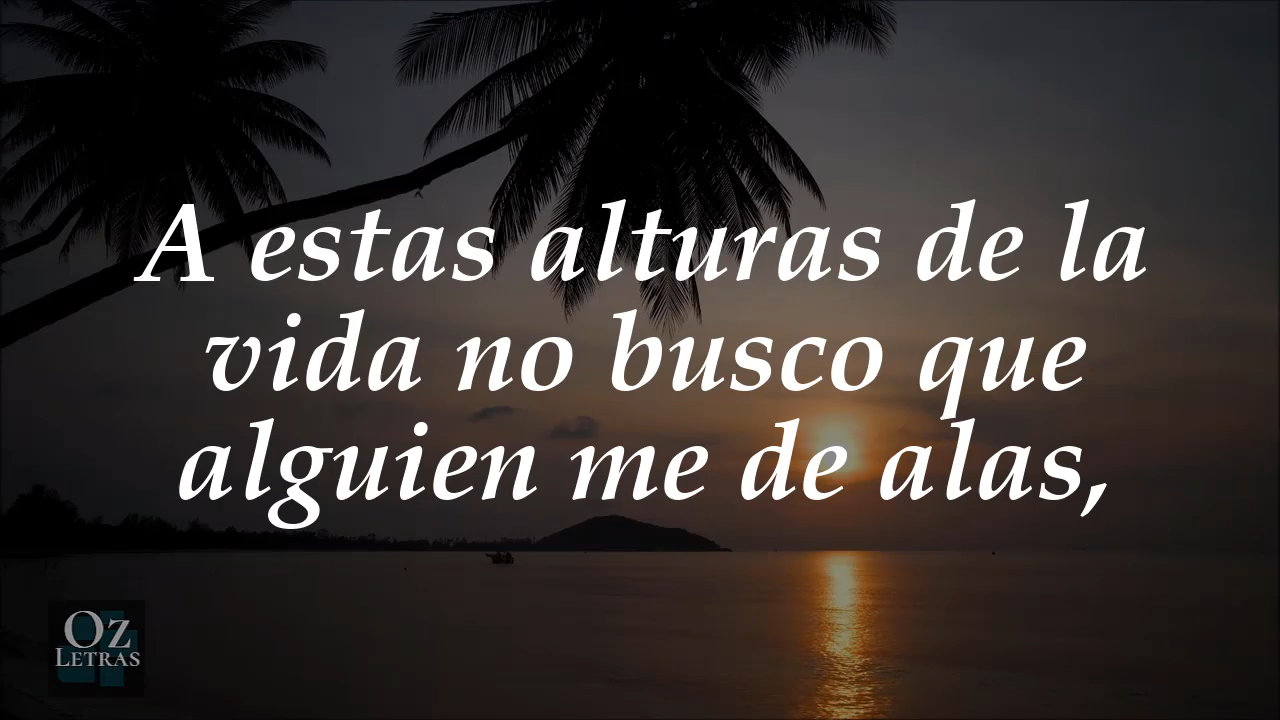 A estas alturas de la
vida no busco que
alguien me de alas,
Oz
Letras